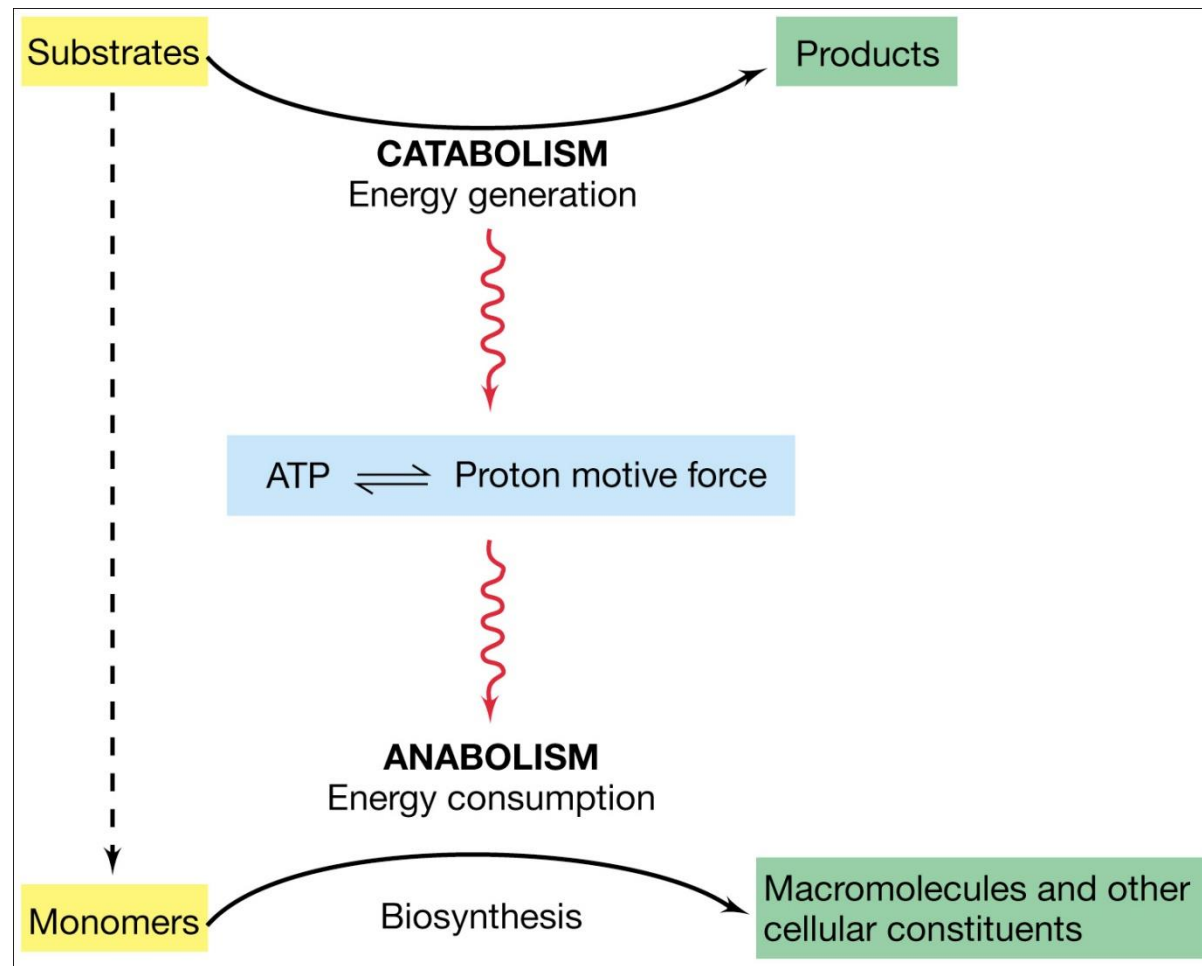 Substrates
Products
CATABOLISM
Energy generation
ATP ⇌ Proton motive force
ANABOLISM
Energy consumption
Monomers
Biosynthesis
Macromolecules and other
cellular constituents